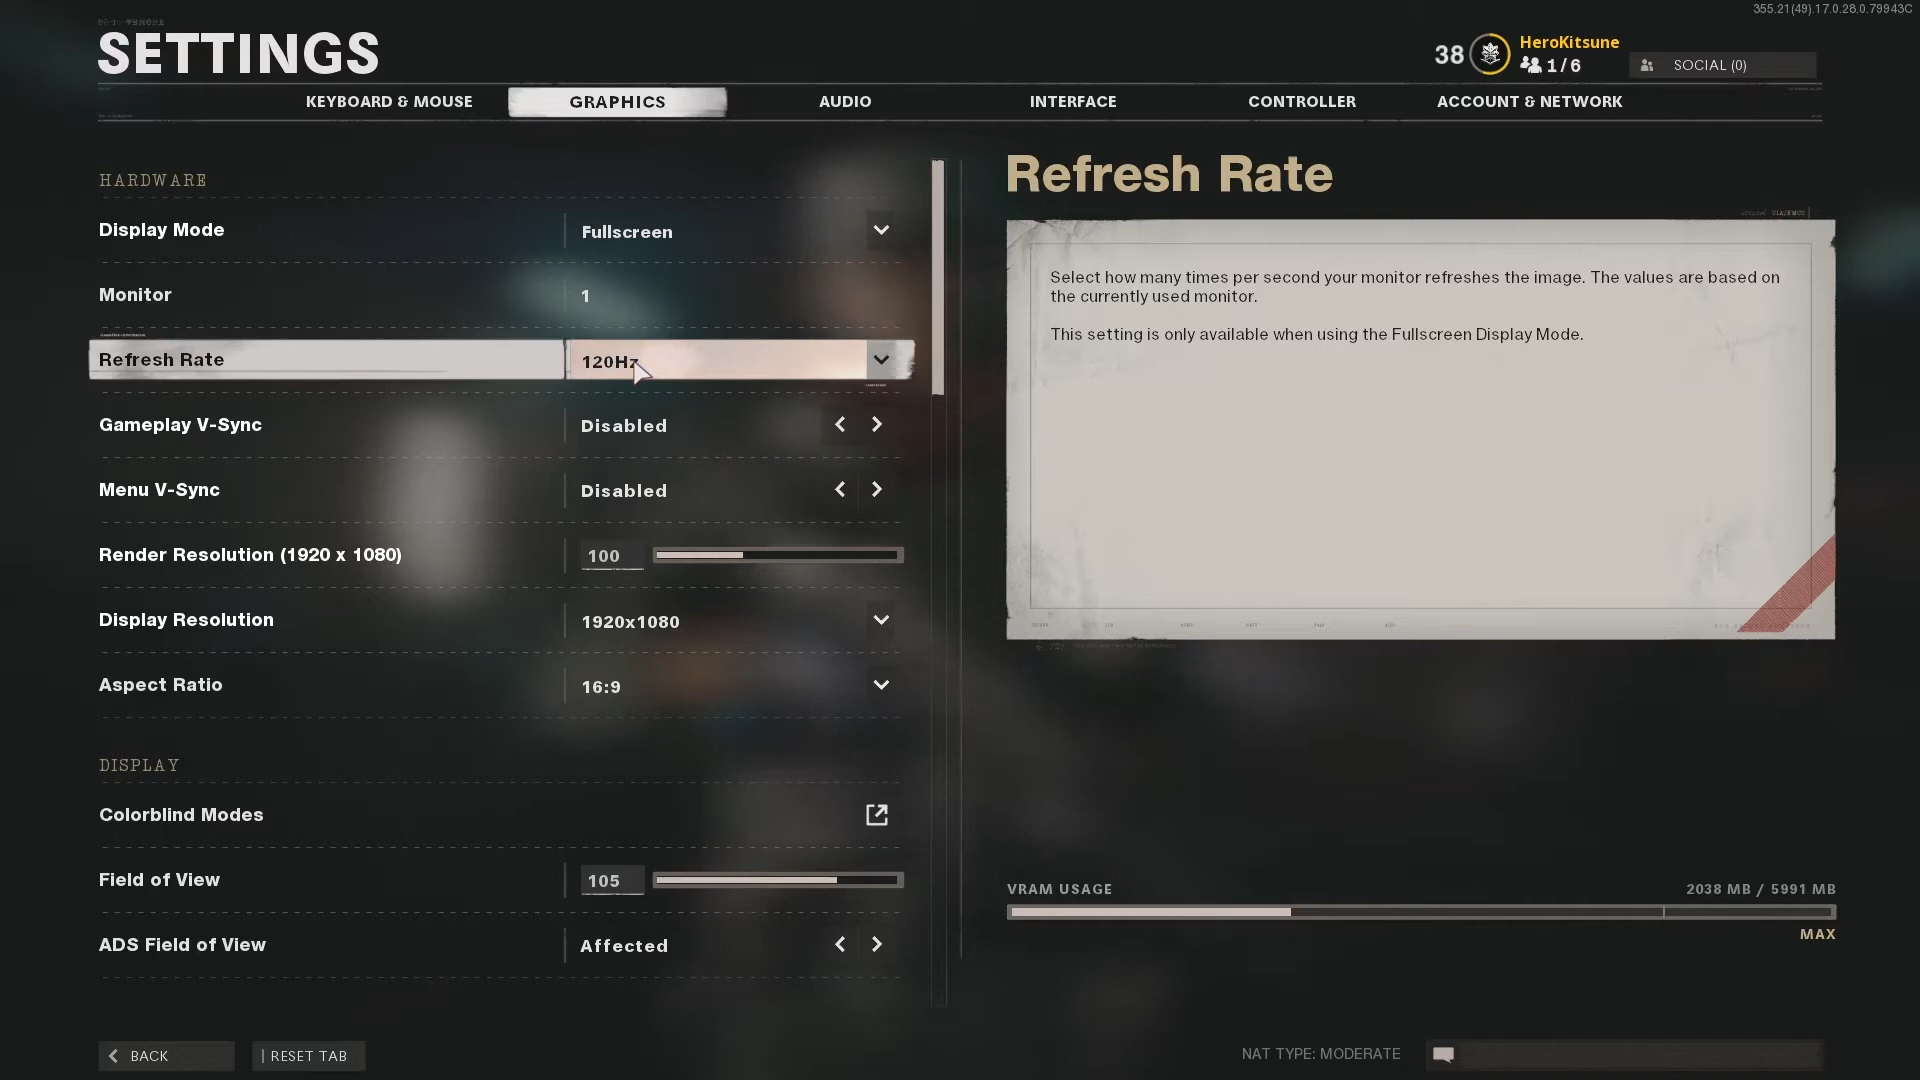 355.21(49).17.0.28.0.79943C
SETTINGS
38
HeroKitsune
1/6
SOCIAL (0)
KEYBOARD & MOUSE
GRAPHICS
AUDIO
INTERFACE
CONTROLLER
ACCOUNT & NETWORK
HARDWARE
Display Mode
Fullscreen
Monitor
1
Refresh Rate
120Hz
Gameplay V-Sync
Disabled
Menu V-Sync
Disabled
Render Resolution (1920 x 1080)
100
Display Resolution
1920x1080
Aspect Ratio
16:9
DISPLAY
Colorblind Modes
Field of View
105
ADS Field of View
Affected
Refresh Rate
Select how many times per second your monitor refreshes the image. The values are based on
the currently used monitor.
This setting is only available when using the Fullscreen Display Mode.
VRAM USAGE
2038 MB / 5991 MB
MAX
BACK
RESET TAB
NAT TYPE: MODERATE